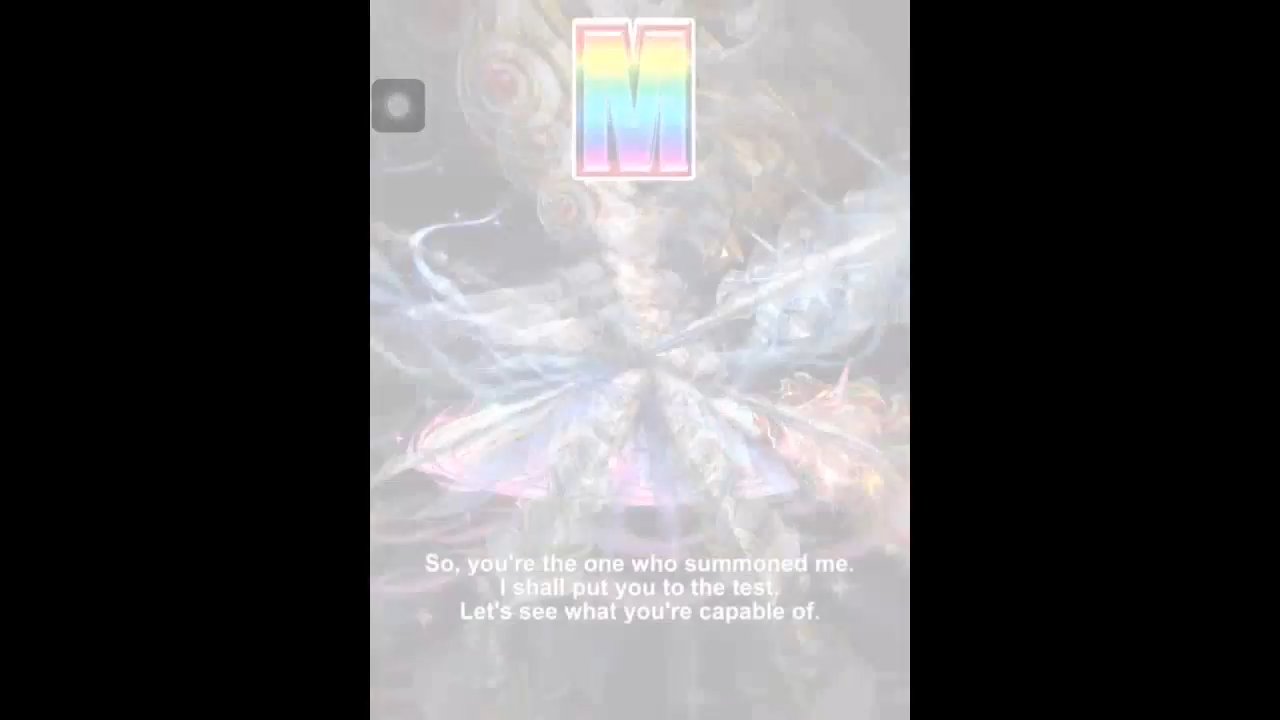 M
So, you're the one who summoned me.
I shall put you to the test.
Let's see what you're capable of.